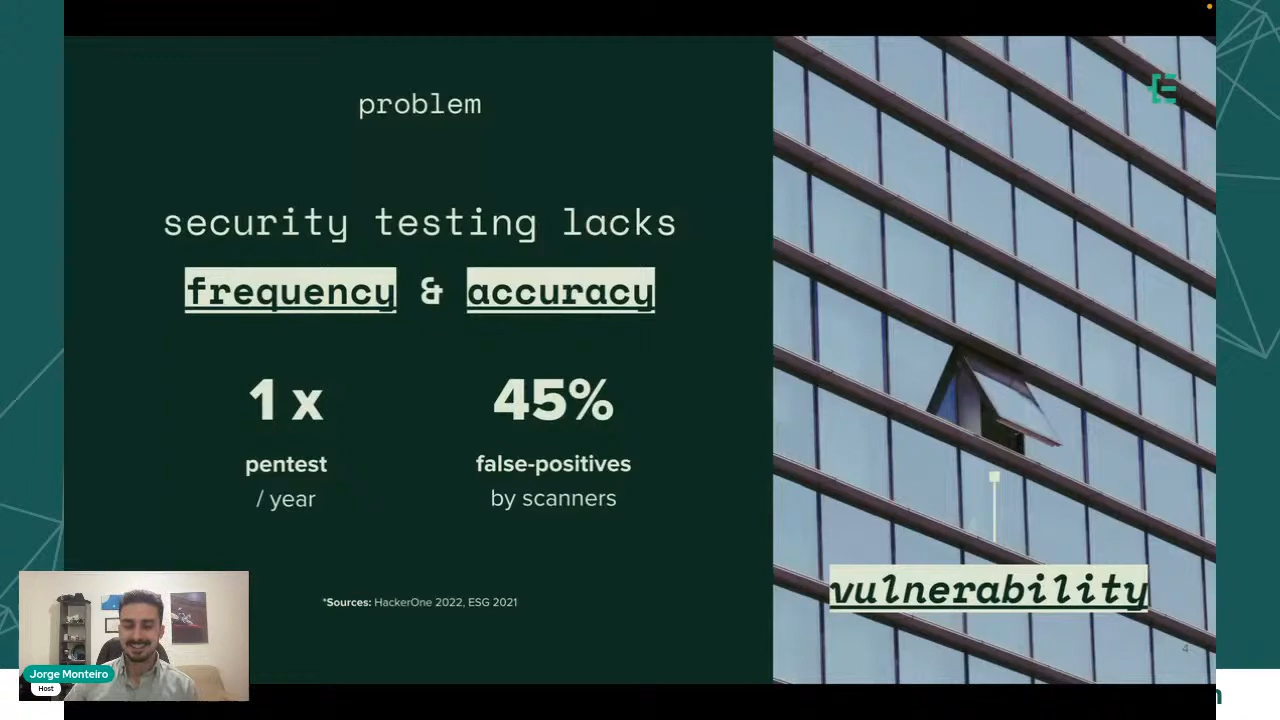 problem
security testing lacks
frequency & accuracy
1 x
pentest
/ year
45%
false-positives
by scanners
*Sources: HackerOne 2022, ESG 2021
vulnerability
4
Jorge Monteiro
Host